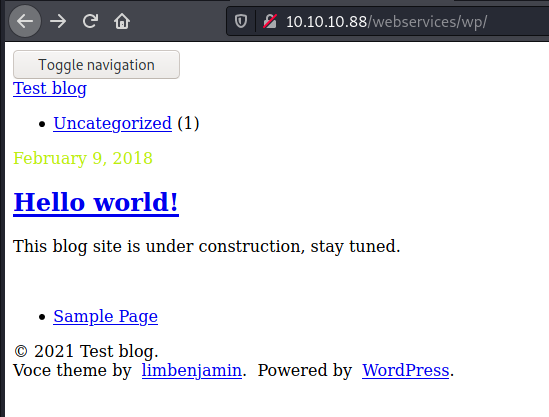 10.10.10.88/webservices/wp/
Toggle navigation
Test blog
Uncategorized (1)
February 9, 2018
Hello world!
This blog site is under construction, stay tuned.
Sample Page
© 2021 Test blog.
Voce theme by limbenjamin. Powered by WordPress.